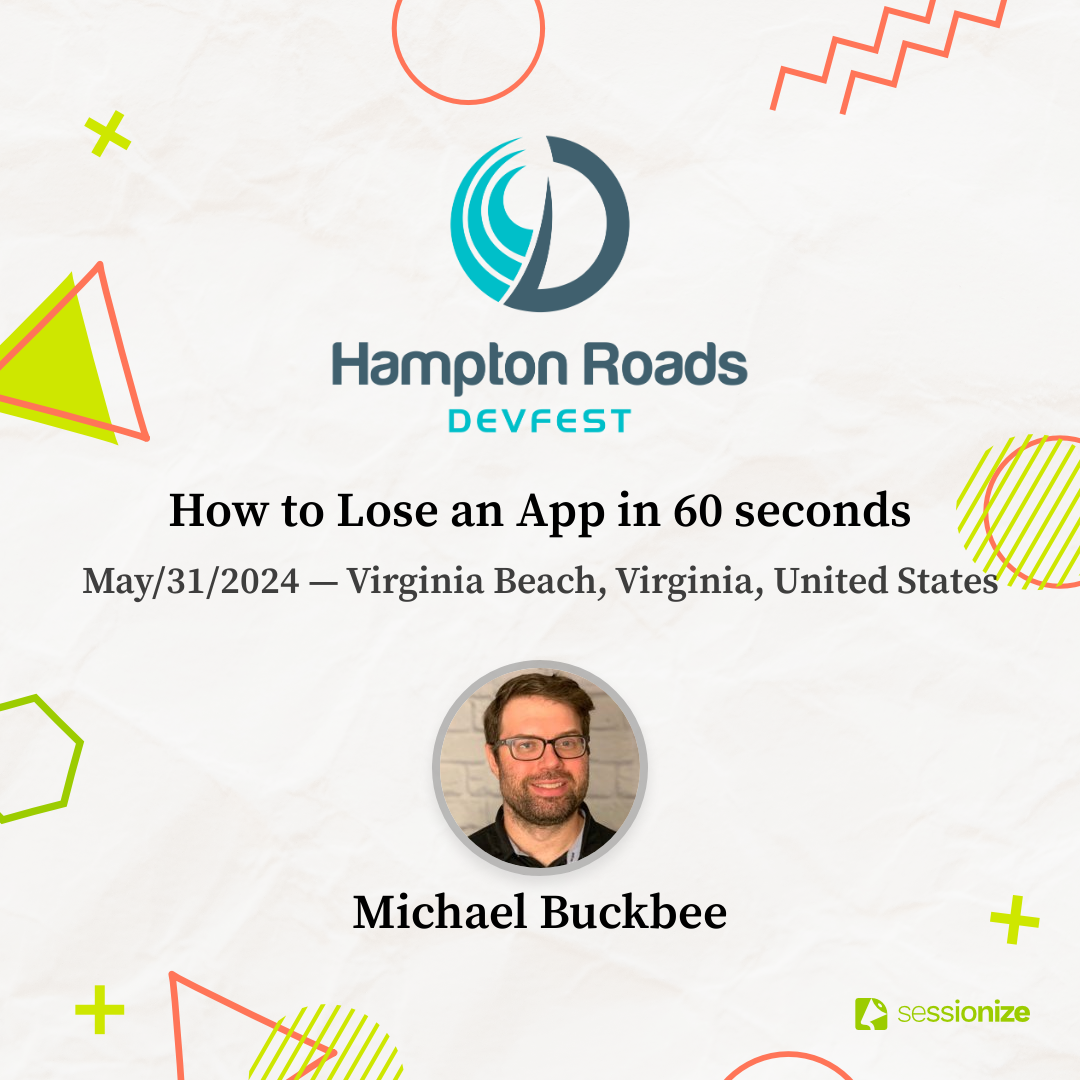 Hampton Roads
DEVFEST
How to Lose an App in 60 seconds
May/31/2024 — Virginia Beach, Virginia, United States
Michael Buckbee
sessionize